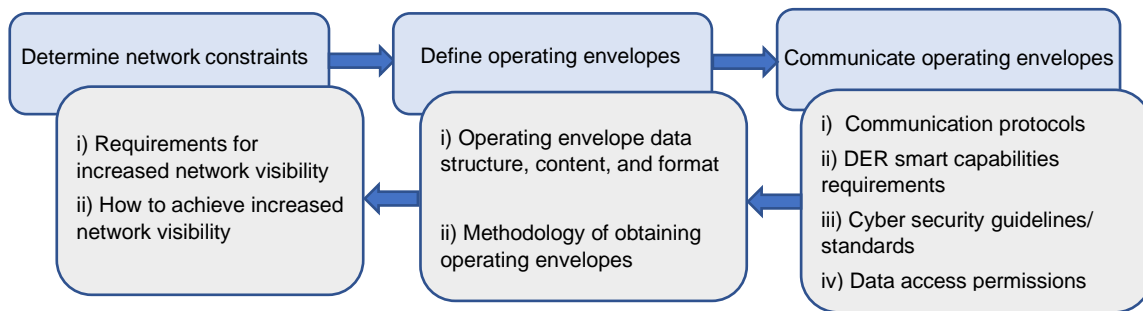 Determine network constraints
Define operating envelopes
Communicate operating envelopes
i) Requirements for
increased network visibility
ii) How to achieve increased
network visibility
i) Operating envelope data
structure, content, and format
ii) Methodology of obtaining
operating envelopes
i) Communication protocols
ii) DER smart capabilities
requirements
iii) Cyber security guidelines/
standards
iv) Data access permissions